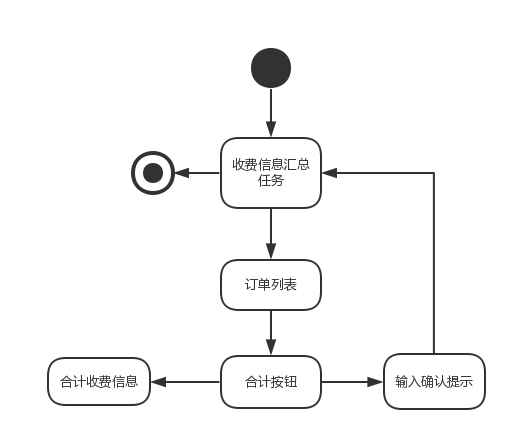 收费信息汇总
任务
订单列表
合计收费信息
合计按钮
输入确认提示